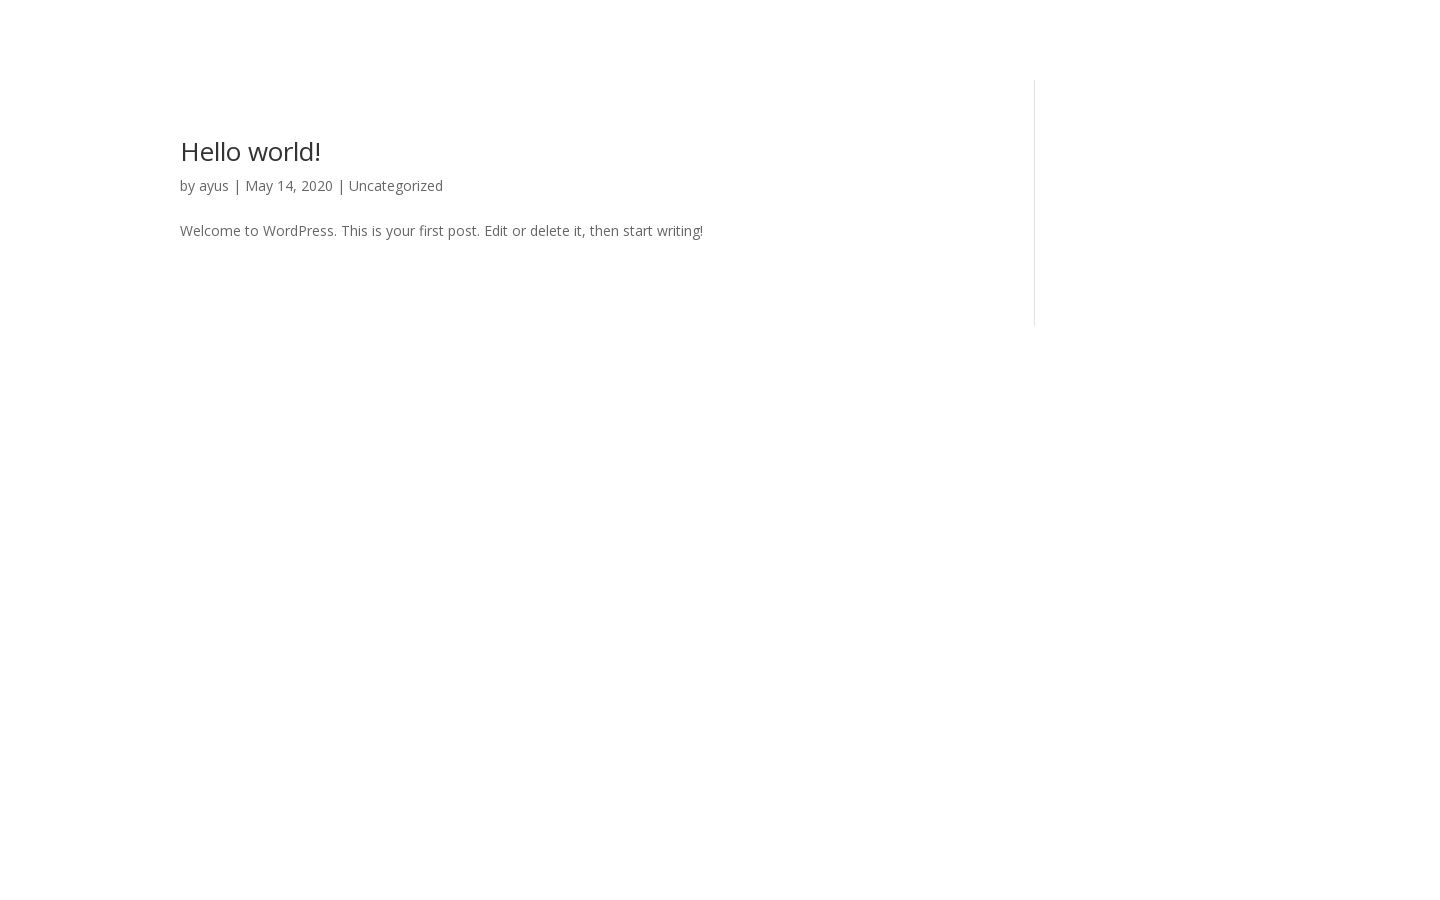 Hello world!
by ayus | May 14, 2020 | Uncategorized
Welcome to WordPress. This is your first post. Edit or delete it, then start writing!